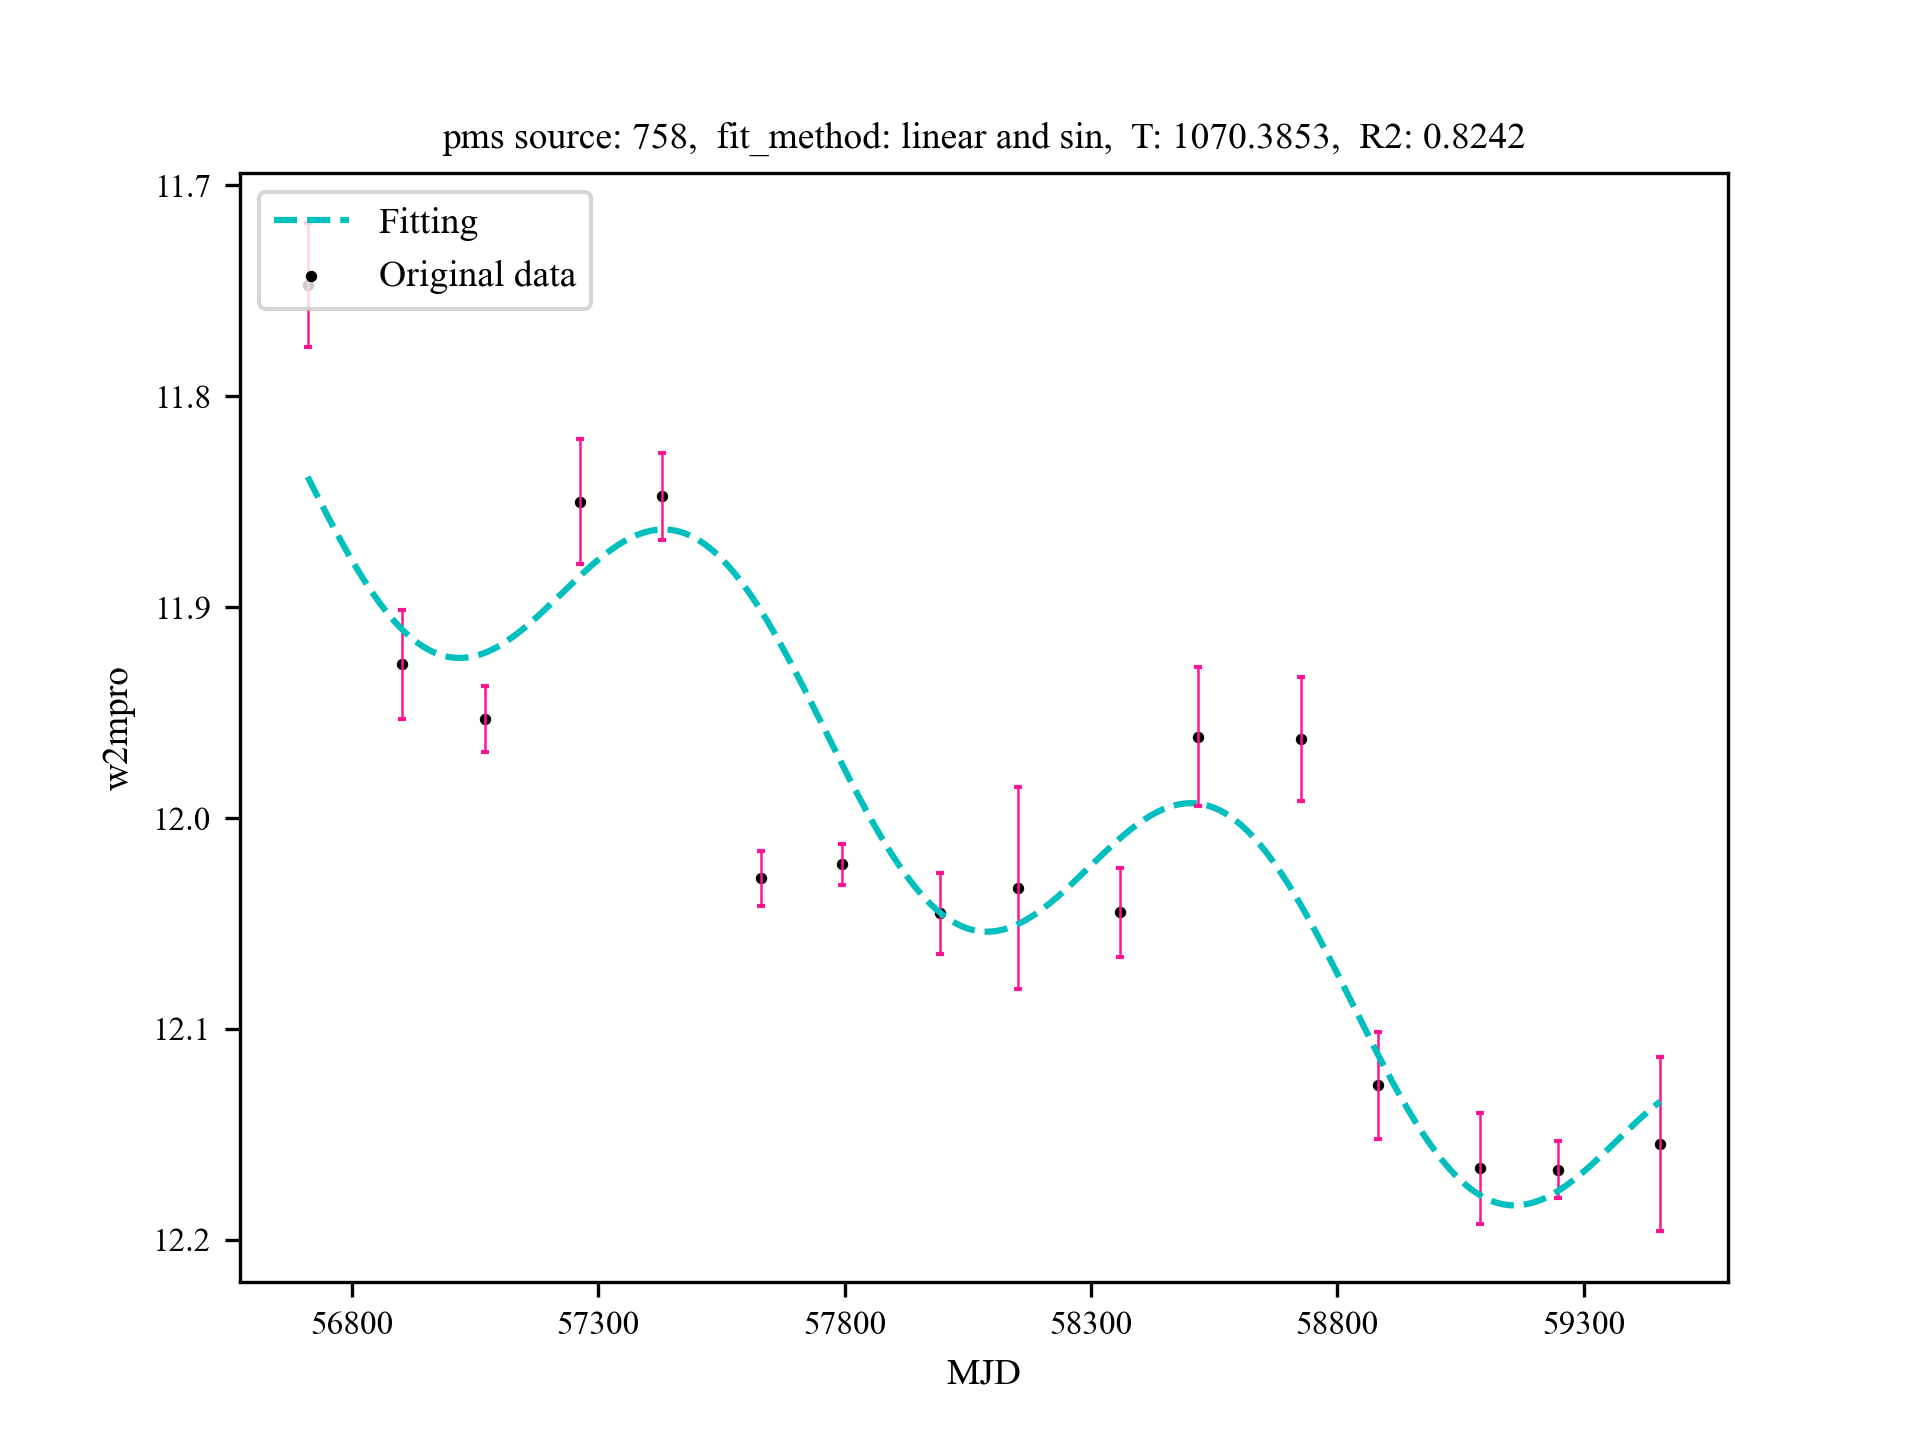 pms source: 758,  fit_method: linear and sin,  T: 1070.3853,  R2: 0.8242
Fitting
Original data
11.7
11.8
11.9
12.0
12.1
12.2
w2mpro
56800 57300 57800 58300 58800 59300
MJD